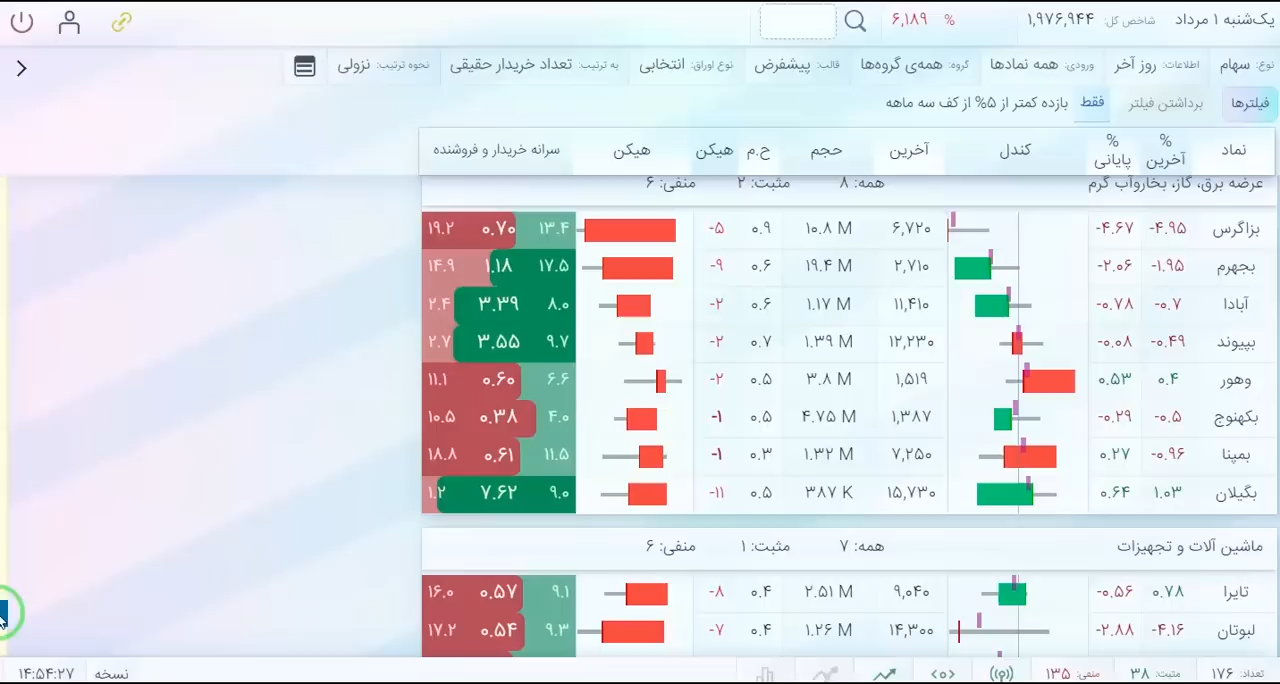 یک‌شنبه ۱ مرداد شاخص کل: ۱,۹۷۶,۹۴۴ % ۶,۱۸۹
نوع: سهام اطلاعات: روز آخر ورودی: همه نمادها گروه: همه‌ی گروه‌ها قالب: پیشفرض نوع اوراق: انتخابی به ترتیب: تعداد خریدار حقیقی نحوه ترتیب: نزولی
فیلترها برداشتن فیلتر فقط بازده کمتر از ۵% از کف سه ماهه
نماد % آخرین % پایانی کندل آخرین حجم ح.م هیکن هیکن سرانه خریدار و فروشنده
عرضه برق، گاز، بخاروآب گرم همه: ۸ مثبت: ۲ منفی: ۶
بزاگرس -۴.۹۵ -۴.۶۷ ۶,۷۲۰ ۱۰.۸ M ۰.۹ -۵ ۱۳.۴ ۰.۷۰ ۱۹.۲
بجهرم -۱.۹۵ -۲.۰۶ ۲,۷۱۰ ۱۹.۴ M ۰.۶ -۹ ۱۷.۵ ۱.۱۸ ۱۴.۹
آبادا -۰.۷ -۰.۷۸ ۱۱,۴۱۰ ۱.۱۷ M ۰.۶ -۲ ۸.۰ ۳.۳۹ ۲.۴
بپیوند -۰.۴۹ -۰.۰۸ ۱۲,۲۳۰ ۱.۳۹ M ۰.۷ -۲ ۹.۷ ۳.۵۵ ۲.۷
وهور ۰.۴ ۰.۵۳ ۱,۵۱۹ ۳.۸ M ۰.۵ -۲ ۶.۶ ۰.۶۰ ۱۱.۱
بکهنوج -۰.۵ -۰.۲۹ ۱,۳۸۷ ۴.۷۵ M ۰.۵ -۱ ۴.۰ ۰.۳۸ ۱۰.۵
بمپنا -۰.۹۶ ۰.۲۷ ۷,۲۵۰ ۱.۳۲ M ۰.۳ -۱ ۱۱.۵ ۰.۶۱ ۱۸.۸
بگیلان ۱.۰۳ ۰.۶۴ ۱۵,۷۳۰ ۳۸۷ K ۰.۵ -۱۱ ۹.۰ ۷.۶۲ ۱.۲
ماشین آلات و تجهیزات همه: ۷ مثبت: ۱ منفی: ۶
تایرا ۰.۷۸ -۰.۵۶ ۹,۰۴۰ ۲.۵۱ M ۰.۴ -۸ ۹.۱ ۰.۵۷ ۱۶.۰
لبوتان -۴.۱۶ -۲.۸۸ ۱۴,۳۰۰ ۱.۲۶ M ۰.۴ -۷ ۹.۳ ۰.۵۴ ۱۷.۲
تعداد: ۱۷۶ مثبت: ۳۸ منفی: ۱۳۵ نسخه ۱۴:۵۴:۲۷